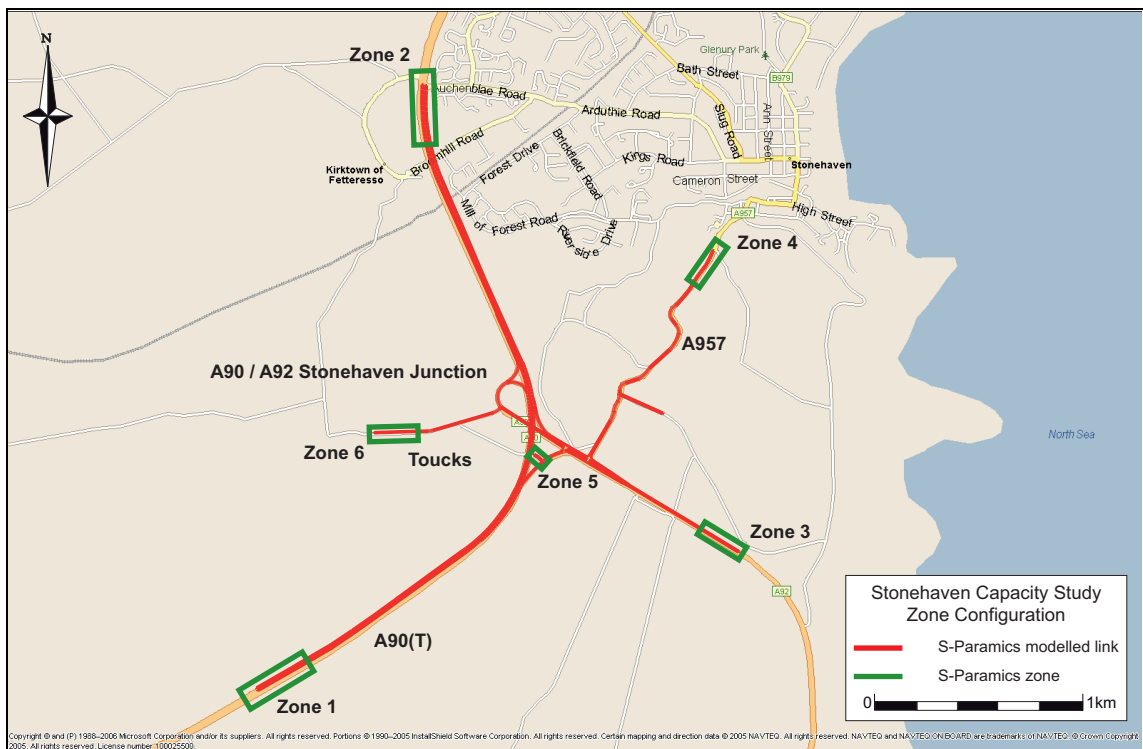 N
Zone 2
Glenury Park
Bath Street
B979
Auchenblae Road
Arduthie Road
Slug Road
Ann Street
Bromhill Road
Forest Drive
Brickfield Road
Kings Road
Stonehaven
Kirktown of
Fetteresso
Cameron Street
Mill of Forest Road
Riverside Drive
A957
High Street
Zone 4
A957
A90 / A92 Stonehaven Junction
A90
Zone 6
Toucks
Zone 5
North Sea
Zone 3
A92
A90(T)
Zone 1
Stonehaven Capacity Study
Zone Configuration
S-Paramics modelled link
S-Paramics zone
0 1km
Copyright © and (P) 1988–2006 Microsoft Corporation and/or its suppliers. All rights reserved. Portions © 1990–2005 InstallShield Software Corporation. All rights reserved. Certain mapping and direction data © 2005 NAVTEQ. All rights reserved. NAVTEQ and NAVTEQ ON BOARD are trademarks of NAVTEQ. © Crown Copyright
2005. All rights reserved. License number 100025500.